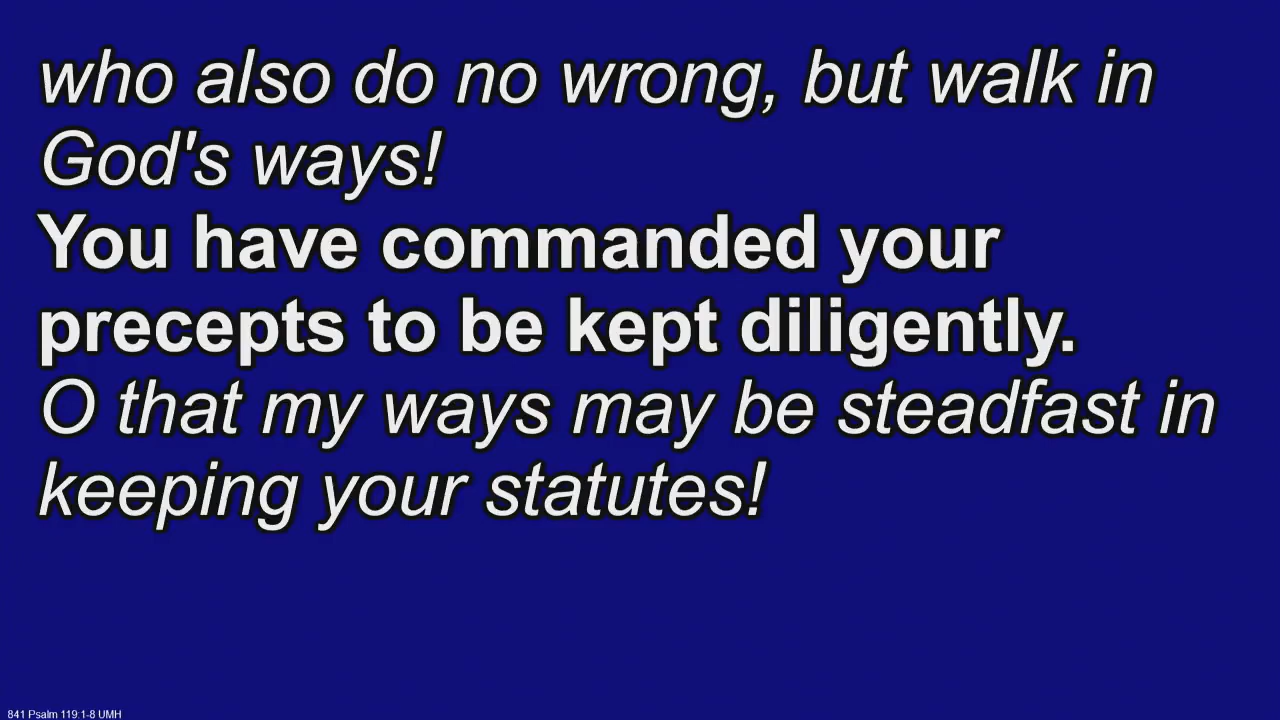 who also do no wrong, but walk in
God's ways!
You have commanded your
precepts to be kept diligently.
O that my ways may be steadfast in
keeping your statutes!
841 Psalm 119:1-8 UMH